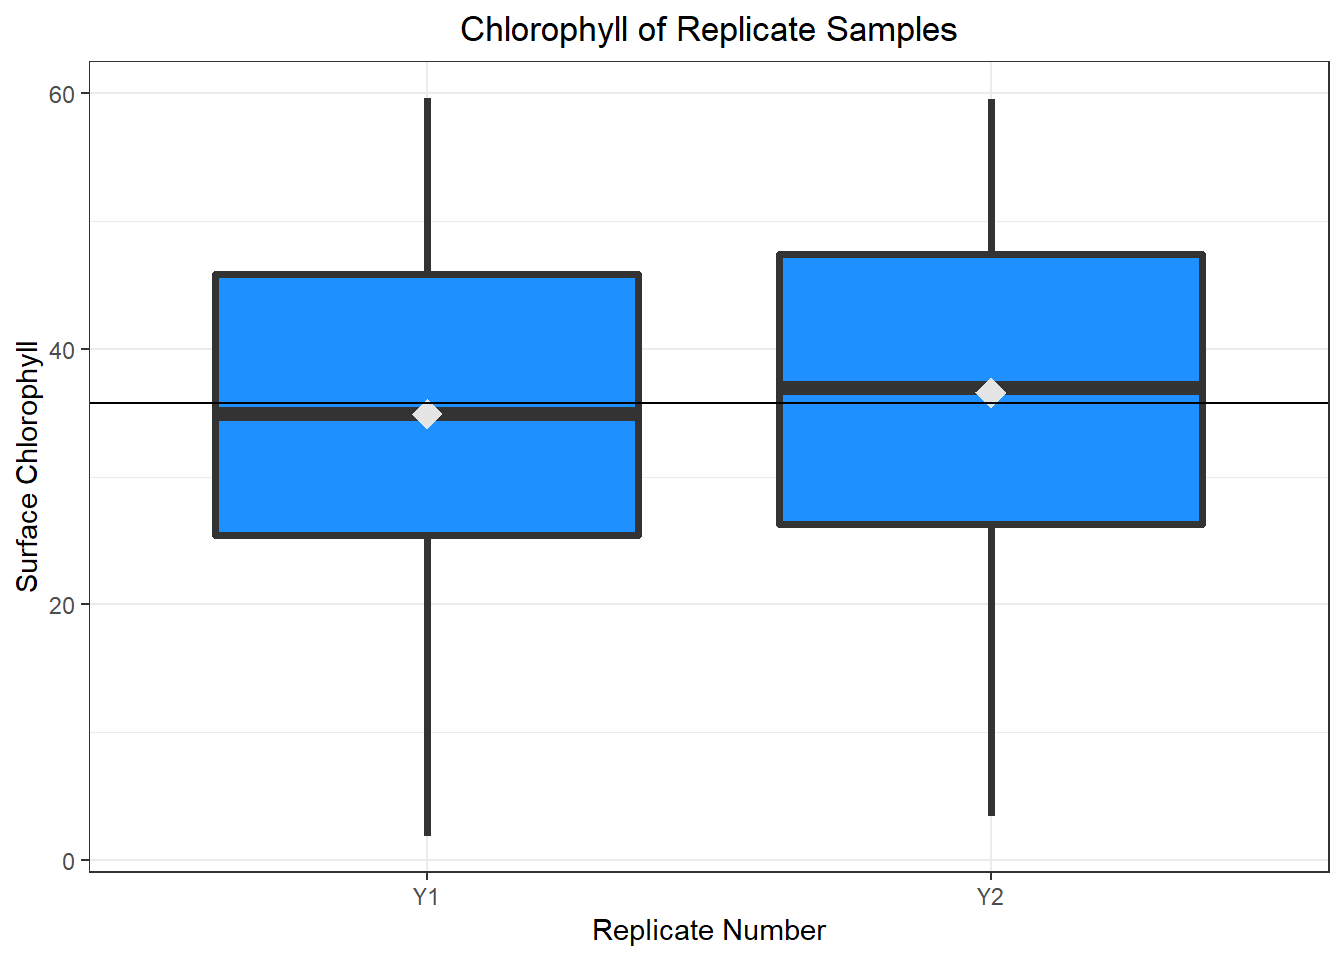 Chlorophyll of Replicate Samples
Surface Chlorophyll
60
40
20
0
Y1
Y2
Replicate Number